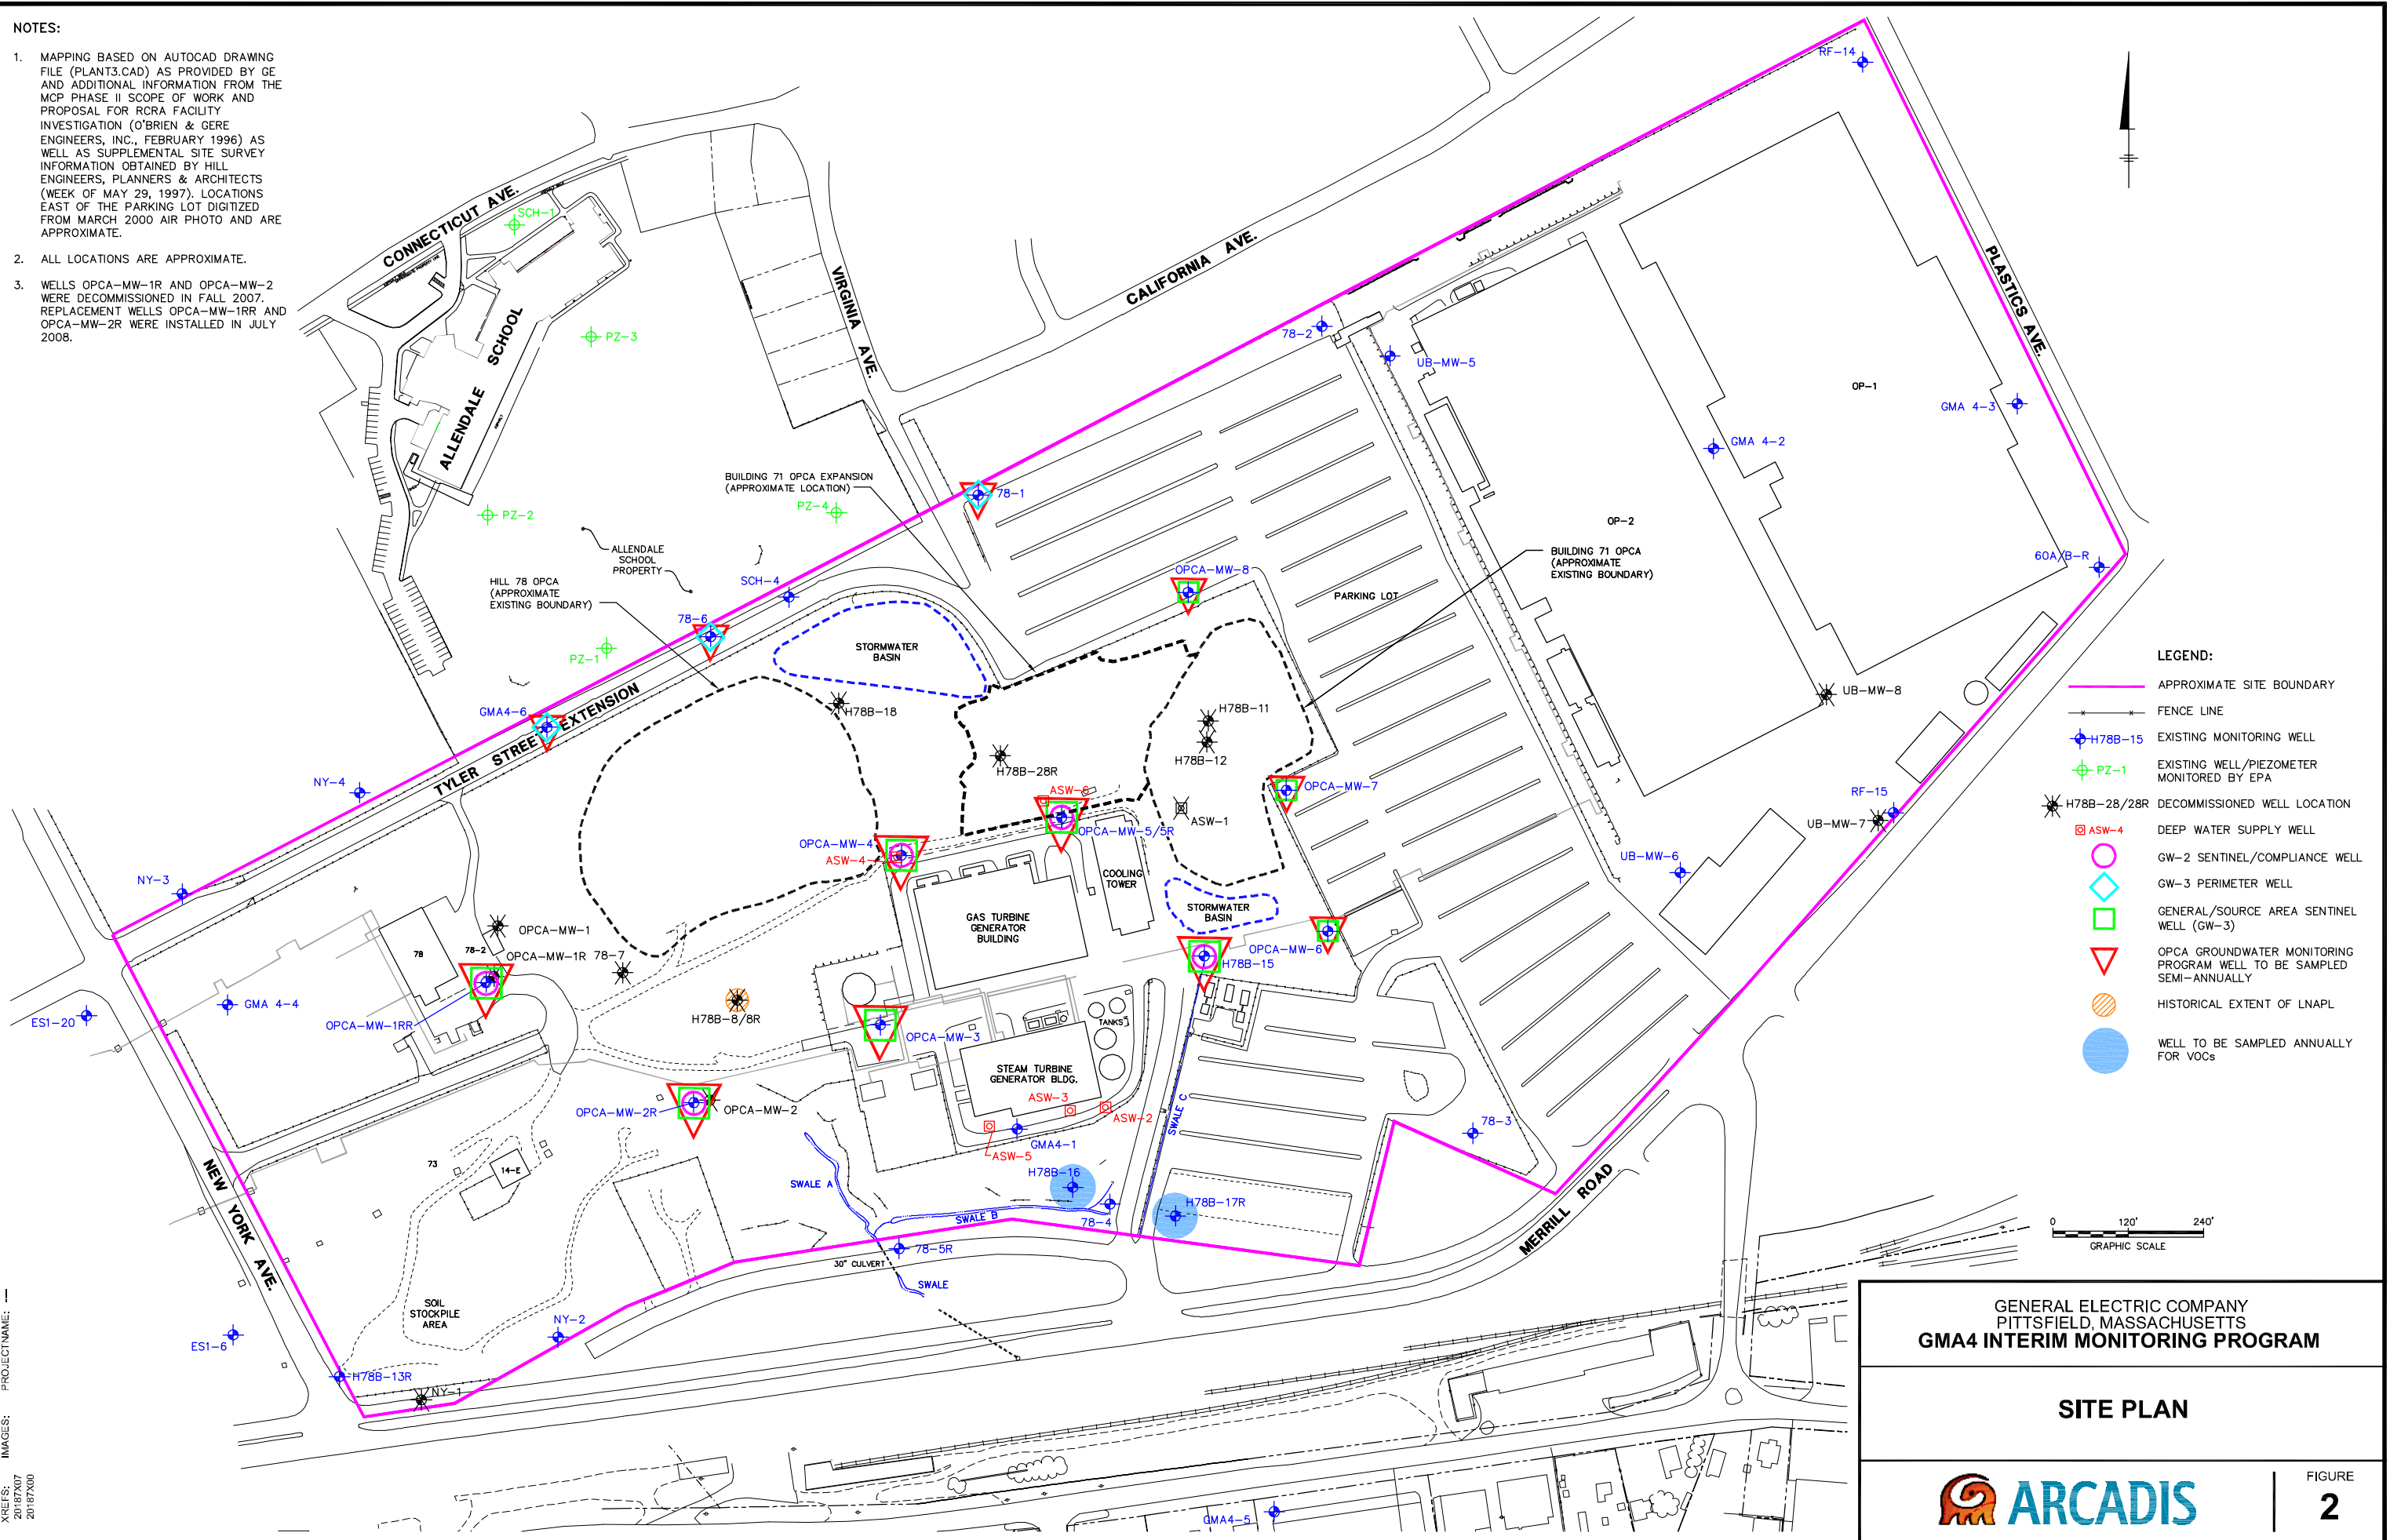 NOTES:
1. MAPPING BASED ON AUTOCAD DRAWING
FILE (PLANT3.CAD) AS PROVIDED BY GE
AND ADDITIONAL INFORMATION FROM THE
MCP PHASE II SCOPE OF WORK AND
PROPOSAL FOR RCRA FACILITY
INVESTIGATION (O'BRIEN & GERE
ENGINEERS, INC., FEBRUARY 1996) AS
WELL AS SUPPLEMENTAL SITE SURVEY
INFORMATION OBTAINED BY HILL
ENGINEERS, PLANNERS & ARCHITECTS
(WEEK OF MAY 29, 1997). LOCATIONS
EAST OF THE PARKING LOT DIGITIZED
FROM MARCH 2000 AIR PHOTO AND ARE
APPROXIMATE.
2. ALL LOCATIONS ARE APPROXIMATE.
3. WELLS OPCA-MW-1R AND OPCA-MW-2
WERE DECOMMISSIONED IN FALL 2007.
REPLACEMENT WELLS OPCA-MW-1RR AND
OPCA-MW-2R WERE INSTALLED IN JULY
2008.
CONNECTICUT AVE.
SCH-1
PZ-3
ALLENDALE SCHOOL
VIRGINIA AVE.
CALIFORNIA AVE.
RF-14
PLASTICS AVE.
78-2
UB-MW-5
OP-1
GMA 4-3
GMA 4-2
OP-2
60A/B-R
BUILDING 71 OPCA EXPANSION
(APPROXIMATE LOCATION)
78-1
PZ-4
PZ-2
ALLENDALE
SCHOOL
PROPERTY
BUILDING 71 OPCA
(APPROXIMATE
EXISTING BOUNDARY)
HILL 78 OPCA
(APPROXIMATE
EXISTING BOUNDARY)
SCH-4
OPCA-MW-8
PARKING LOT
78-6
STORMWATER
BASIN
PZ-1
H78B-18
H78B-11
H78B-12
H78B-28R
UB-MW-8
GMA4-6
TYLER STREET EXTENSION
NY-4
NY-3
ASW-6
OPCA-MW-7
ASW-1
OPCA-MW-5/5R
OPCA-MW-4
ASW-4
RF-15
UB-MW-7
UB-MW-6
COOLING
TOWER
GAS TURBINE
GENERATOR
BUILDING
STORMWATER
BASIN
OPCA-MW-6
H78B-15
OPCA-MW-1
78
78-2
OPCA-MW-1R
78-7
GMA 4-4
ES1-20
OPCA-MW-1RR
H78B-8/8R
OPCA-MW-3
TANKS
STEAM TURBINE
GENERATOR BLDG.
ASW-3
ASW-2
SWALE C
OPCA-MW-2R
OPCA-MW-2
GMA4-1
ASW-5
78-3
H78B-16
H78B-17R
73
14-E
SWALE A
SWALE B
78-4
78-5R
30" CULVERT
SWALE
NEW YORK AVE.
MERRILL ROAD
SOIL
STOCKPILE
AREA
NY-2
ES1-6
H78B-13R
NY-1
GMA4-5
LEGEND:
APPROXIMATE SITE BOUNDARY
FENCE LINE
H78B-15 EXISTING MONITORING WELL
PZ-1 EXISTING WELL/PIEZOMETER
MONITORED BY EPA
H78B-28/28R DECOMMISSIONED WELL LOCATION
ASW-4 DEEP WATER SUPPLY WELL
GW-2 SENTINEL/COMPLIANCE WELL
GW-3 PERIMETER WELL
GENERAL/SOURCE AREA SENTINEL
WELL (GW-3)
OPCA GROUNDWATER MONITORING
PROGRAM WELL TO BE SAMPLED
SEMI-ANNUALLY
HISTORICAL EXTENT OF LNAPL
WELL TO BE SAMPLED ANNUALLY
FOR VOCs
0 120' 240'
GRAPHIC SCALE
GENERAL ELECTRIC COMPANY
PITTSFIELD, MASSACHUSETTS
GMA4 INTERIM MONITORING PROGRAM
SITE PLAN
ARCADIS
FIGURE
2
XREFS: IMAGES: PROJECTNAME: ---
20187X07
20187X00